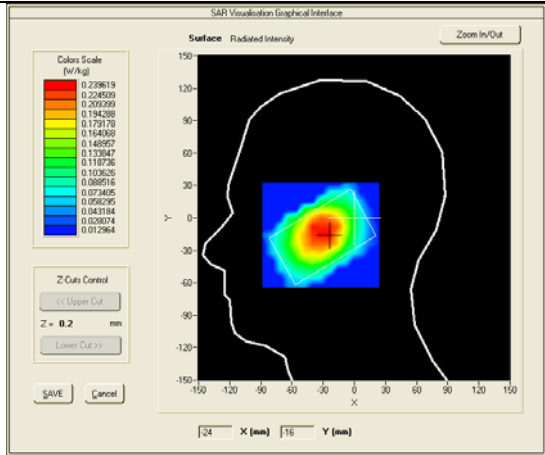 SAR Visualisation Graphical Interface
Surface Radiated Intensity
Zoom In/Out
Colors Scale
(W/kg)
0.239619
0.224509
0.209399
0.194288
0.179178
0.164068
0.148957
0.133847
0.118736
0.103626
0.088516
0.073405
0.058295
0.043184
0.028074
0.012964
150
120
90
60
30
0
-30
-60
-90
-120
-150
Y
-150 -120 -90 -60 -30 0 30 60 90 120 150
X
Z-Cuts Control
<< Upper Cut
Z = 0.2 mm
Lower Cut >>
SAVE Cancel
-24 X (mm) -16 Y (mm)